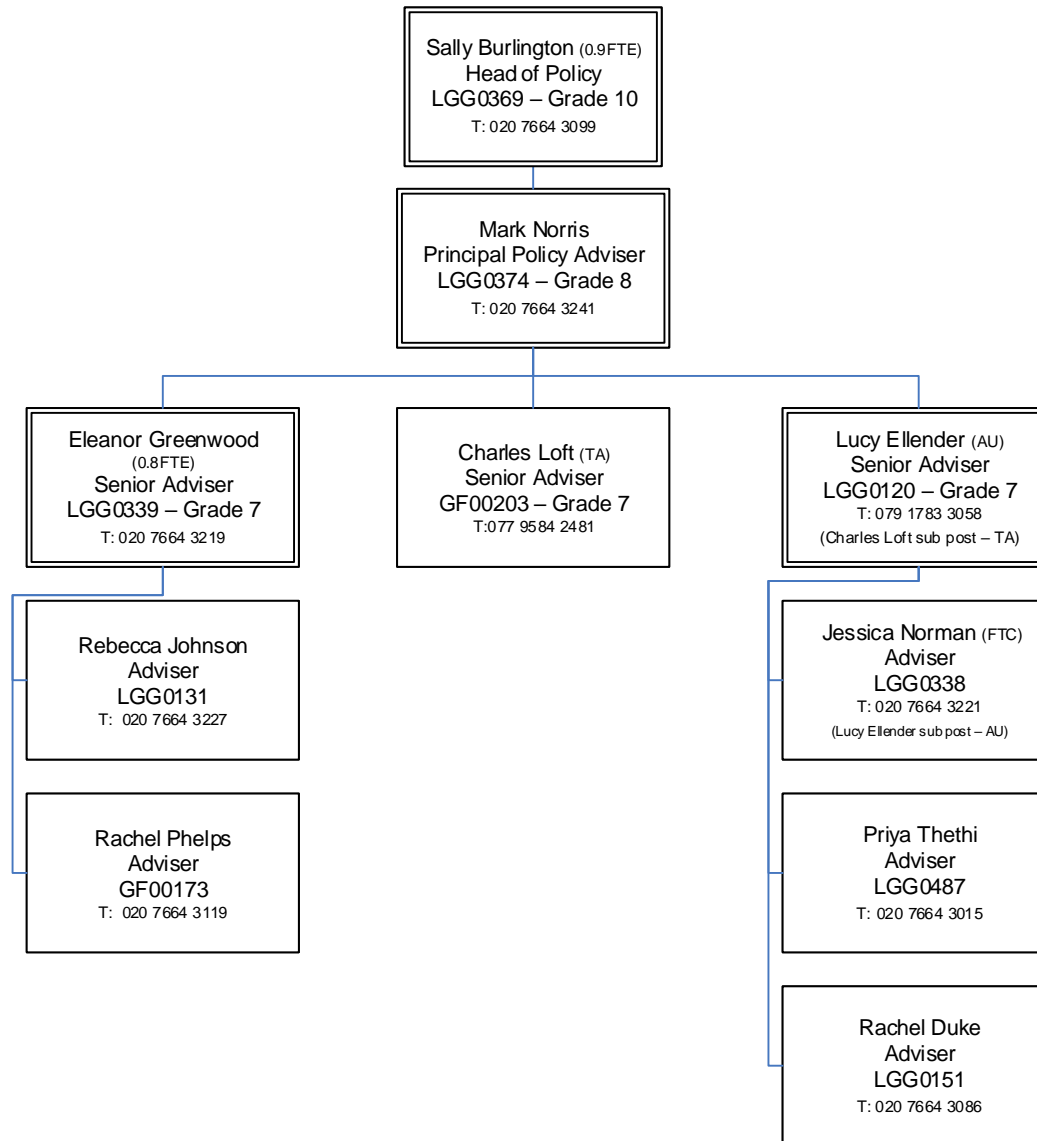 Sally Burlington (0.9FTE)
Head of Policy
LGG0369 – Grade 10
T: 020 7664 3099
Mark Norris
Principal Policy Adviser
LGG0374 – Grade 8
T: 020 7664 3241
Eleanor Greenwood
(0.8FTE)
Senior Adviser
LGG0339 – Grade 7
T: 020 7664 3219
Charles Loft (TA)
Senior Adviser
GF00203 – Grade 7
T:077 9584 2481
Lucy Ellender (AU)
Senior Adviser
LGG0120 – Grade 7
T: 079 1783 3058
(Charles Loft sub post – TA)
Rebecca Johnson
Adviser
LGG0131
T: 020 7664 3227
Jessica Norman (FTC)
Adviser
LGG0338
T: 020 7664 3221
(Lucy Ellender sub post – AU)
Rachel Phelps
Adviser
GF00173
T: 020 7664 3119
Priya Thethi
Adviser
LGG0487
T: 020 7664 3015
Rachel Duke
Adviser
LGG0151
T: 020 7664 3086